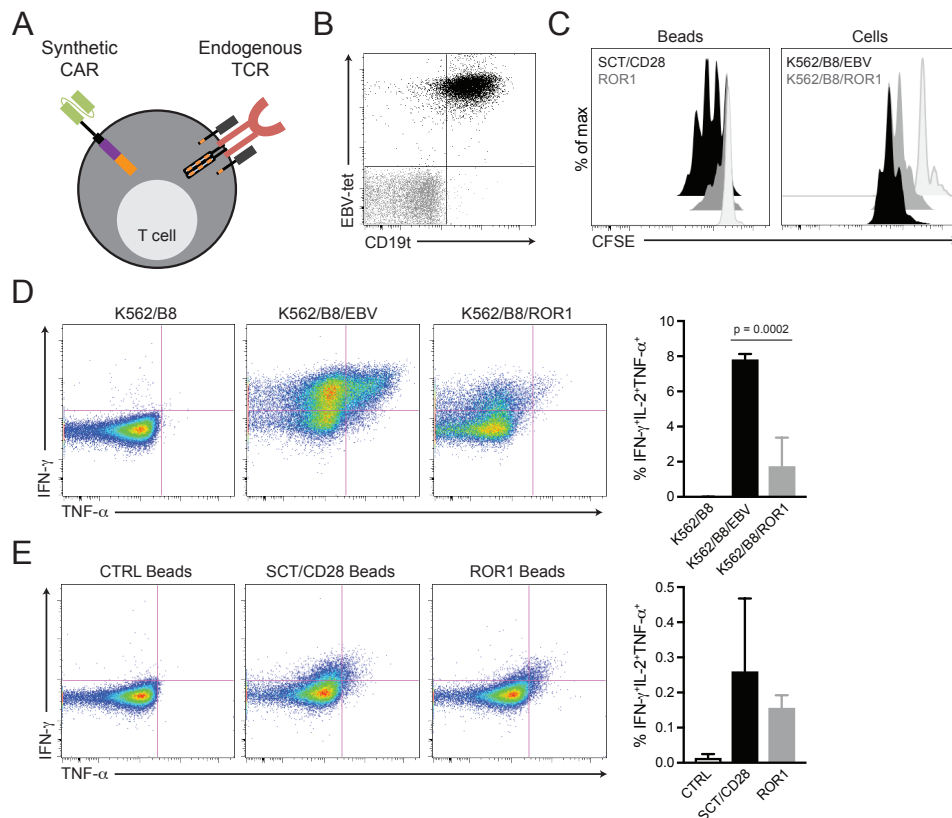 A
Synthetic
CAR
Endogenous
TCR
T cell
B
EBV-tet
CD19t
C
Beads
Cells
SCT/CD28
ROR1
K562/B8/EBV
K562/B8/ROR1
% of max
CFSE
D
K562/B8
K562/B8/EBV
K562/B8/ROR1
IFN-γ
TNF-α
% IFN-γ⁺IL-2⁺TNF-α⁺
10
8
6
4
2
0
p = 0.0002
K562/B8
K562/B8/EBV
K562/B8/ROR1
E
CTRL Beads
SCT/CD28 Beads
ROR1 Beads
IFN-γ
TNF-α
% IFN-γ⁺IL-2⁺TNF-α⁺
0.5
0.4
0.3
0.2
0.1
0.0
CTRL
SCT/CD28
ROR1